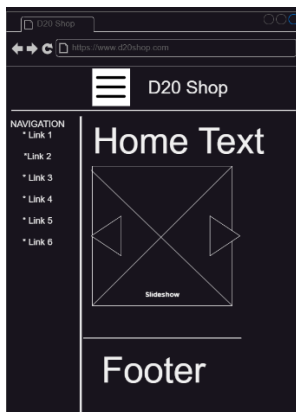 D20 Shop
https://www.d20shop.com
D20 Shop
NAVIGATION
* Link 1
*Link 2
* Link 3
* Link 4
* Link 5
* Link 6
Home Text
Slideshow
Footer